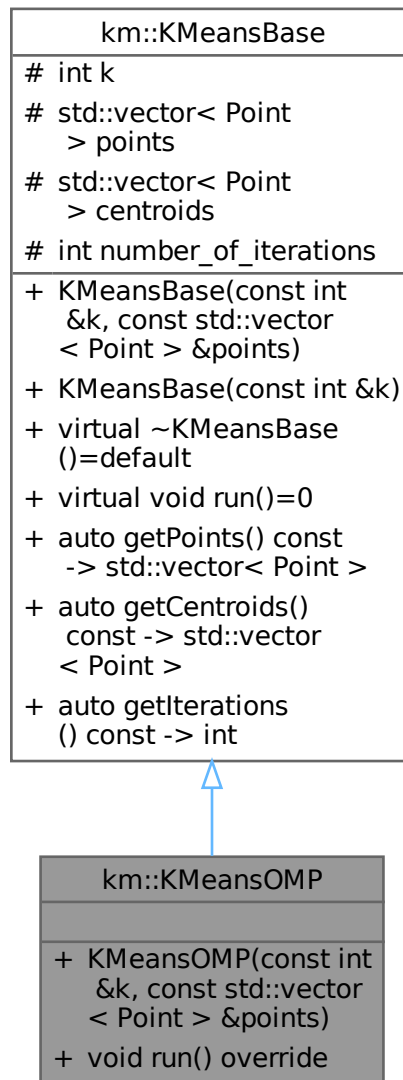 km::KMeansBase
# int k
# std::vector< Point
> points
# std::vector< Point
> centroids
# int number_of_iterations
+ KMeansBase(const int
&k, const std::vector
< Point > &points)
+ KMeansBase(const int &k)
+ virtual ~KMeansBase
()=default
+ virtual void run()=0
+ auto getPoints() const
-> std::vector< Point >
+ auto getCentroids()
const -> std::vector
< Point >
+ auto getIterations
() const -> int
km::KMeansOMP
+ KMeansOMP(const int
&k, const std::vector
< Point > &points)
+ void run() override